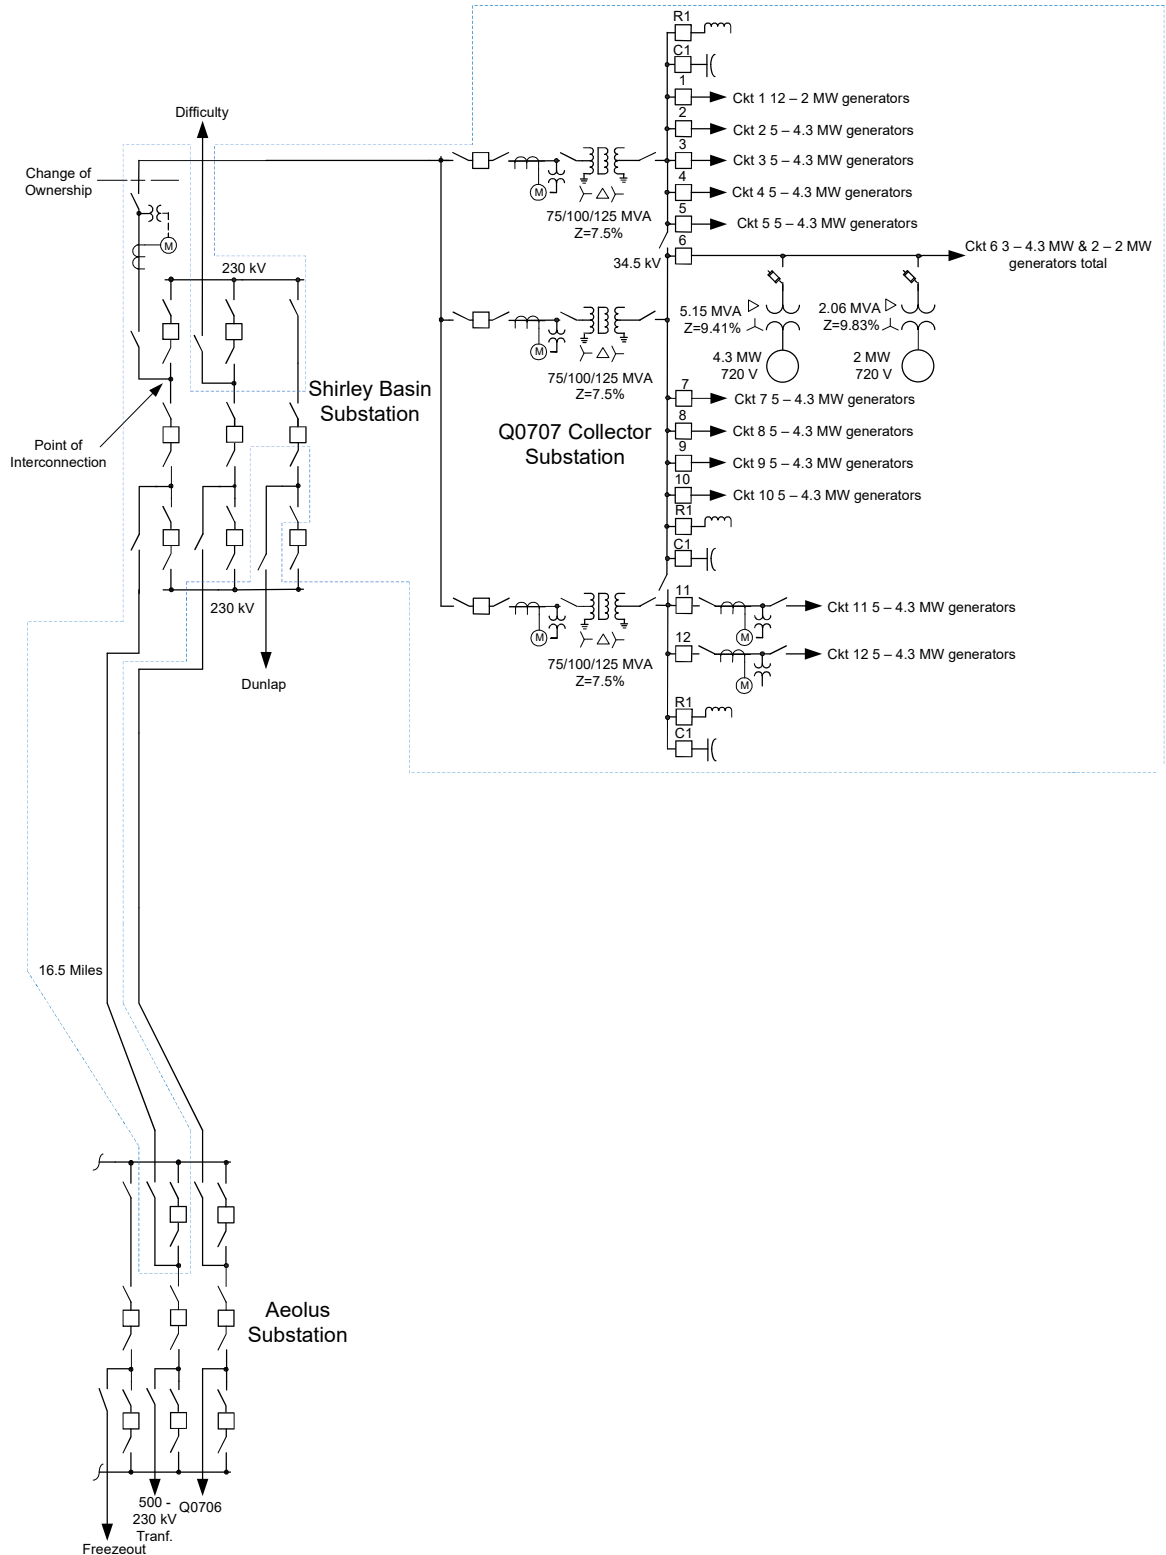 R1
C1
1
Ckt 1 12 – 2 MW generators
Difficulty
2
Ckt 2 5 – 4.3 MW generators
3
Ckt 3 5 – 4.3 MW generators
Change of
Ownership
M
4
Ckt 4 5 – 4.3 MW generators
75/100/125 MVA
Z=7.5%
5
Ckt 5 5 – 4.3 MW generators
M
6
Ckt 6 3 – 4.3 MW & 2 – 2 MW
generators total
34.5 kV
230 kV
5.15 MVA
Z=9.41%
2.06 MVA
Z=9.83%
M
4.3 MW
720 V
2 MW
720 V
75/100/125 MVA
Z=7.5%
Shirley Basin
Substation
7
Ckt 7 5 – 4.3 MW generators
Point of
Interconnection
Q0707 Collector
Substation
8
Ckt 8 5 – 4.3 MW generators
9
Ckt 9 5 – 4.3 MW generators
10
Ckt 10 5 – 4.3 MW generators
R1
C1
230 kV
11
Ckt 11 5 – 4.3 MW generators
M
M
12
Ckt 12 5 – 4.3 MW generators
75/100/125 MVA
Z=7.5%
M
Dunlap
R1
C1
16.5 Miles
Aeolus
Substation
500 -
230 kV
Tranf.
Q0706
Freezeout